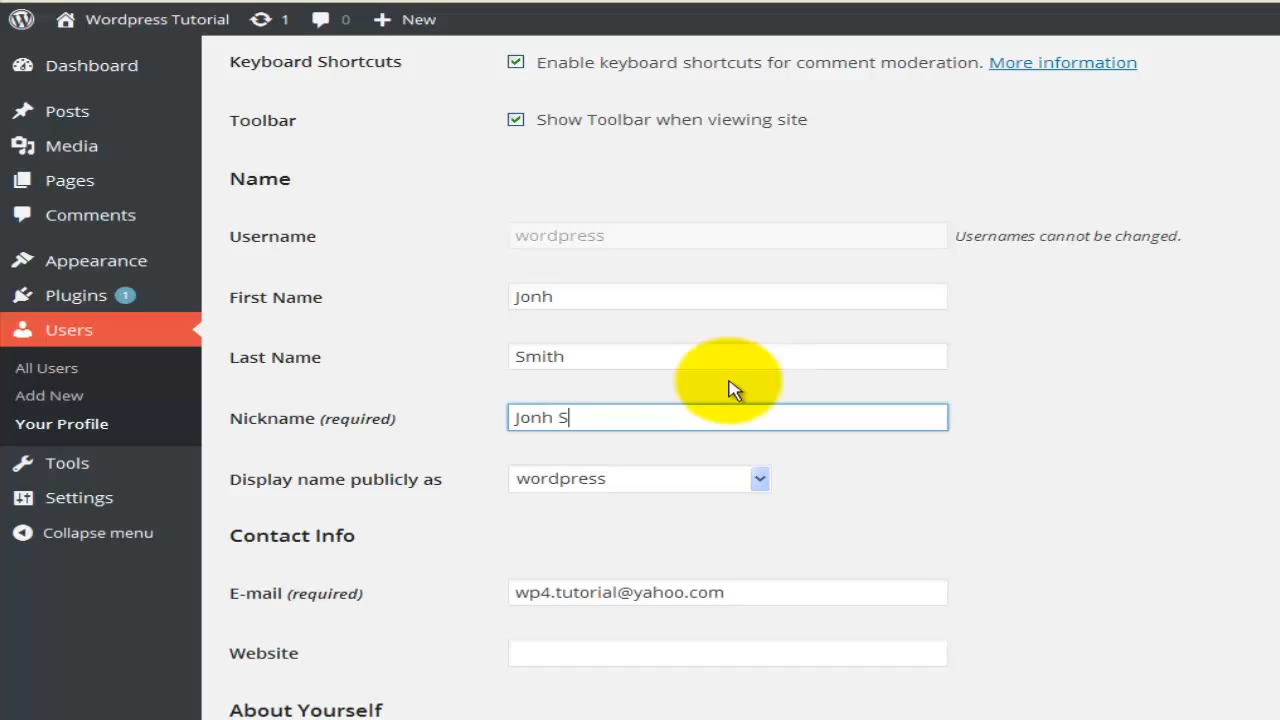 Wordpress Tutorial 1 0 New
Dashboard
Posts
Media
Pages
Comments
Appearance
Plugins 1
Users
All Users
Add New
Your Profile
Tools
Settings
Collapse menu
Keyboard Shortcuts Enable keyboard shortcuts for comment moderation. More information
Toolbar Show Toolbar when viewing site
Name
Username wordpress Usernames cannot be changed.
First Name Jonh
Last Name Smith
Nickname (required) Jonh S
Display name publicly as wordpress
Contact Info
E-mail (required) wp4.tutorial@yahoo.com
Website
About Yourself